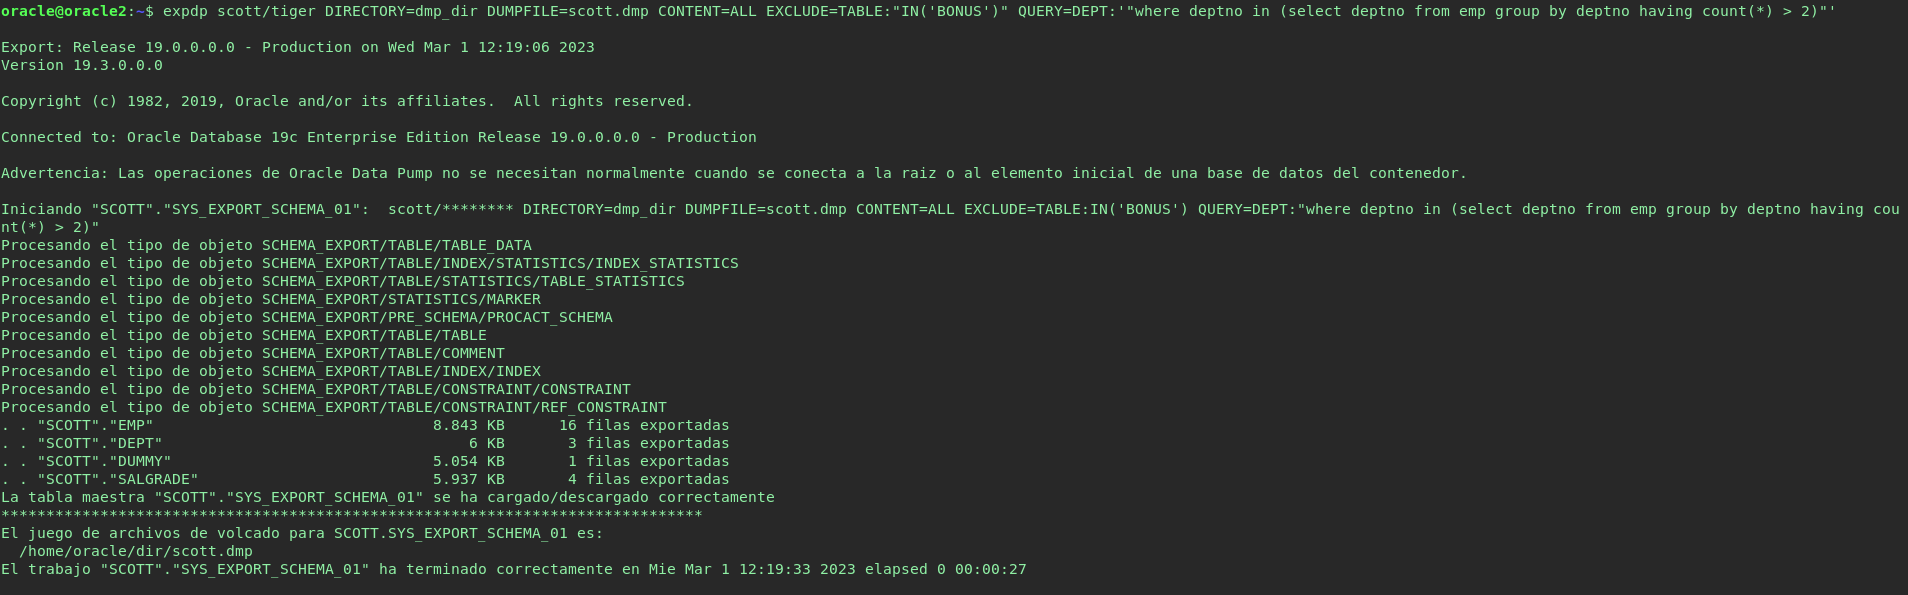 oracle@oracle2:~$ expdp scott/tiger DIRECTORY=dmp_dir DUMPFILE=scott.dmp CONTENT=ALL EXCLUDE=TABLE:"IN('BONUS')" QUERY=DEPT:'"where deptno in (select deptno from emp group by deptno having count(*) > 2)"'

Export: Release 19.0.0.0.0 - Production on Wed Mar 1 12:19:06 2023
Version 19.3.0.0.0

Copyright (c) 1982, 2019, Oracle and/or its affiliates.  All rights reserved.

Connected to: Oracle Database 19c Enterprise Edition Release 19.0.0.0.0 - Production

Advertencia: Las operaciones de Oracle Data Pump no se necesitan normalmente cuando se conecta a la raiz o al elemento inicial de una base de datos del contenedor.

Iniciando "SCOTT"."SYS_EXPORT_SCHEMA_01":  scott/******** DIRECTORY=dmp_dir DUMPFILE=scott.dmp CONTENT=ALL EXCLUDE=TABLE:IN('BONUS') QUERY=DEPT:"where deptno in (select deptno from emp group by deptno having cou
nt(*) > 2)"
Procesando el tipo de objeto SCHEMA_EXPORT/TABLE/TABLE_DATA
Procesando el tipo de objeto SCHEMA_EXPORT/TABLE/INDEX/STATISTICS/INDEX_STATISTICS
Procesando el tipo de objeto SCHEMA_EXPORT/TABLE/STATISTICS/TABLE_STATISTICS
Procesando el tipo de objeto SCHEMA_EXPORT/STATISTICS/MARKER
Procesando el tipo de objeto SCHEMA_EXPORT/PRE_SCHEMA/PROCACT_SCHEMA
Procesando el tipo de objeto SCHEMA_EXPORT/TABLE/TABLE
Procesando el tipo de objeto SCHEMA_EXPORT/TABLE/COMMENT
Procesando el tipo de objeto SCHEMA_EXPORT/TABLE/INDEX/INDEX
Procesando el tipo de objeto SCHEMA_EXPORT/TABLE/CONSTRAINT/CONSTRAINT
Procesando el tipo de objeto SCHEMA_EXPORT/TABLE/CONSTRAINT/REF_CONSTRAINT
. . "SCOTT"."EMP"                               8.843 KB      16 filas exportadas
. . "SCOTT"."DEPT"                                  6 KB       3 filas exportadas
. . "SCOTT"."DUMMY"                             5.054 KB       1 filas exportadas
. . "SCOTT"."SALGRADE"                          5.937 KB       4 filas exportadas
La tabla maestra "SCOTT"."SYS_EXPORT_SCHEMA_01" se ha cargado/descargado correctamente
******************************************************************************
El juego de archivos de volcado para SCOTT.SYS_EXPORT_SCHEMA_01 es:
  /home/oracle/dir/scott.dmp
El trabajo "SCOTT"."SYS_EXPORT_SCHEMA_01" ha terminado correctamente en Mie Mar 1 12:19:33 2023 elapsed 0 00:00:27